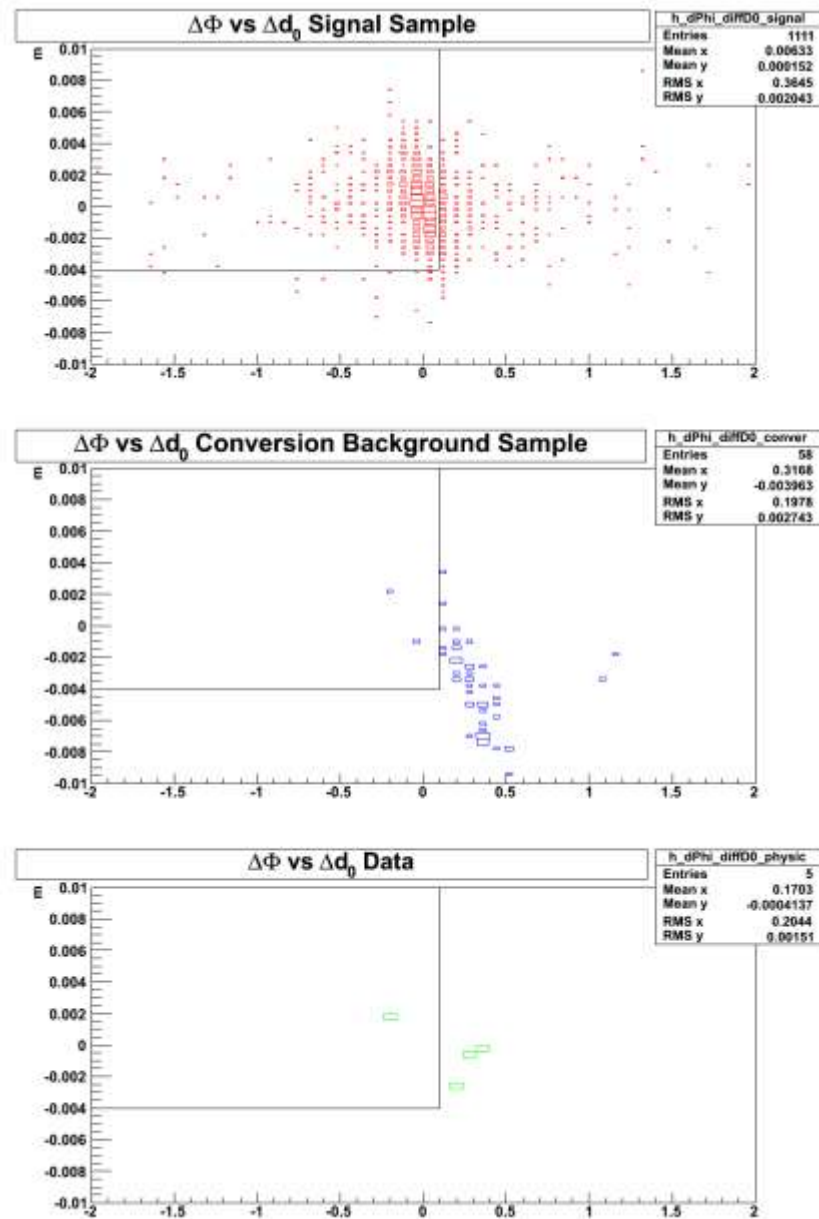 ΔΦ vs Δd₀ Signal Sample
h_dPhi_diffD0_signal
Entries 1111
Mean x 0.00633
Mean y 0.000152
RMS x 0.3645
RMS y 0.002043
m
0.01
0.008
0.006
0.004
0.002
0
-0.002
-0.004
-0.006
-0.008
-0.01
-2 -1.5 -1 -0.5 0 0.5 1 1.5 2
ΔΦ vs Δd₀ Conversion Background Sample
h_dPhi_diffD0_conver
Entries 58
Mean x 0.3168
Mean y -0.003963
RMS x 0.1978
RMS y 0.002743
m
0.01
0.008
0.006
0.004
0.002
0
-0.002
-0.004
-0.006
-0.008
-0.01
-2 -1.5 -1 -0.5 0 0.5 1 1.5 2
ΔΦ vs Δd₀ Data
h_dPhi_diffD0_physic
Entries 5
Mean x 0.1703
Mean y -0.0004137
RMS x 0.2044
RMS y 0.00151
m
0.01
0.008
0.006
0.004
0.002
0
-0.002
-0.004
-0.006
-0.008
-0.01
-2 -1.5 -1 -0.5 0 0.5 1 1.5 2